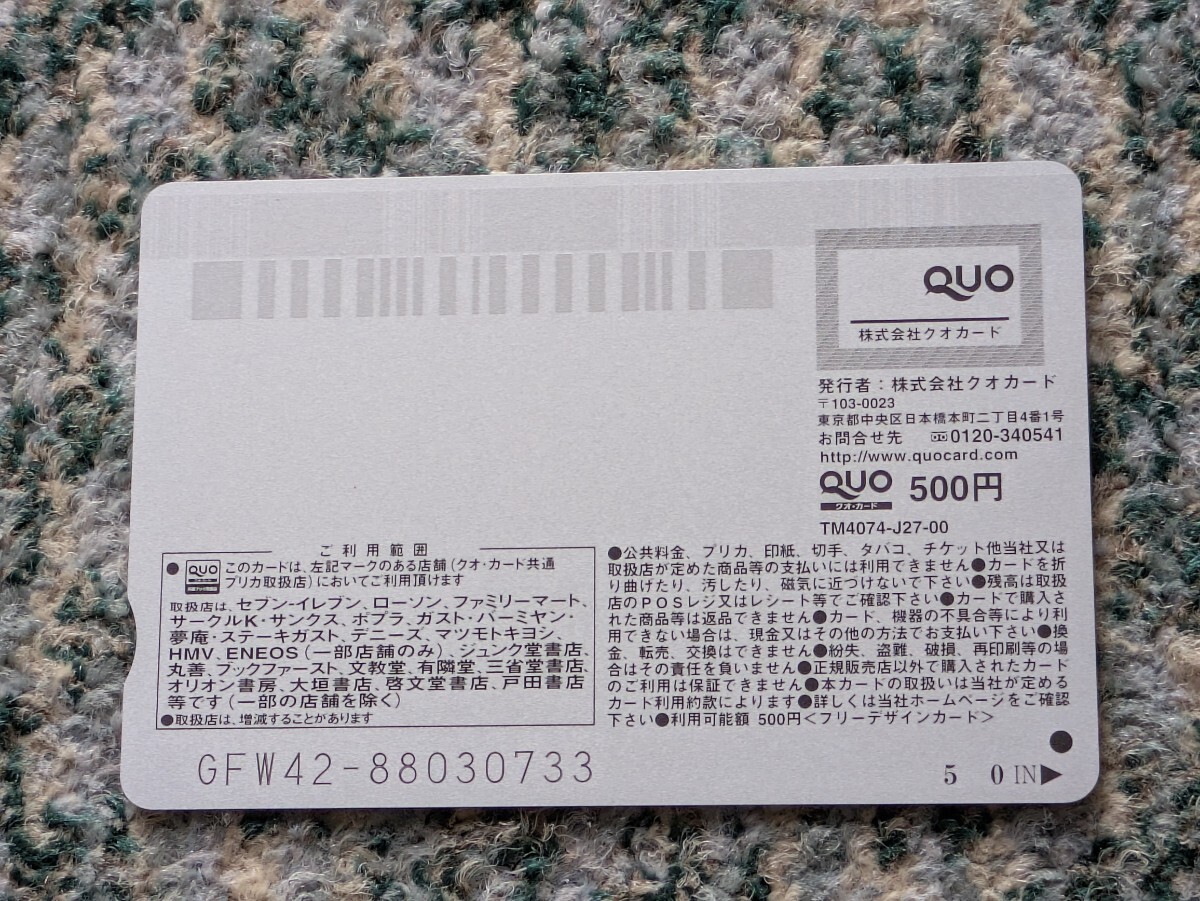 QUO
株式会社クオカード
発行者：株式会社クオカード
〒103-0023
東京都中央区日本橋本町二丁目4番1号
お問合せ先 0120-340541
http://www.quocard.com
QUO 500円
クオ・カード
TM4074-J27-00
ご利用範囲
●QUO このカードは、左記マークのある店舗（クオ・カード共通
プリカ取扱店）においてご利用頂けます
取扱店は、セブン-イレブン、ローソン、ファミリーマート、
サークルK・サンクス、ポプラ、ガスト・バーミヤン・
夢庵・ステーキガスト、デニーズ、マツモトキヨシ、
HMV、ENEOS（一部店舗のみ）、ジュンク堂書店、
丸善、ブックファースト、文教堂、有隣堂、三省堂書店、
オリオン書房、大垣書店、啓文堂書店、戸田書店
等です（一部の店舗を除く）
●取扱店は、増減することがあります
●公共料金、プリカ、印紙、切手、タバコ、チケット他当社又は
取扱店が定めた商品等の支払いには利用できません●カードを折
り曲げたり、汚したり、磁気に近づけないで下さい●残高は取扱
店のPOSレジ又はレシート等でご確認下さい●カードで購入さ
れた商品等は返品できません●カード、機器の不具合等により利
用できない場合は、現金又はその他の方法でお支払い下さい●換
金、転売、交換はできません●紛失、盗難、破損、再印刷等の場
合はその責任を負いません●正規販売店以外で購入されたカード
のご利用は保証できません●本カードの取扱いは当社が定める
カード利用約款によります●詳しくは当社ホームページをご確認
下さい●利用可能額 500円＜フリーデザインカード＞
GFW42-88030733
5 0 IN▶